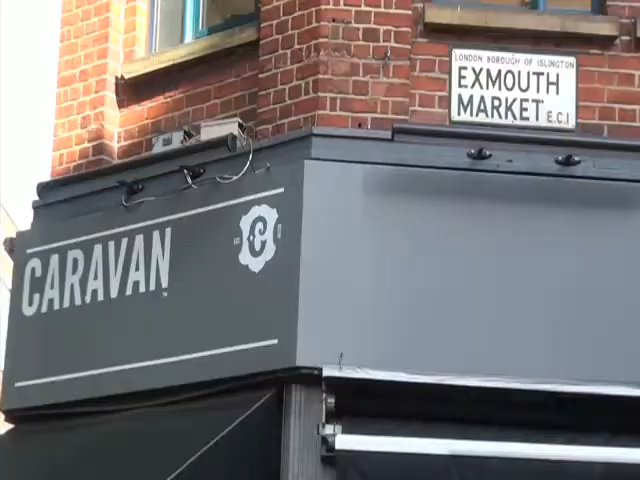 LONDON BOROUGH OF ISLINGTON
EXMOUTH
MARKET E.C.1
CARAVAN
C